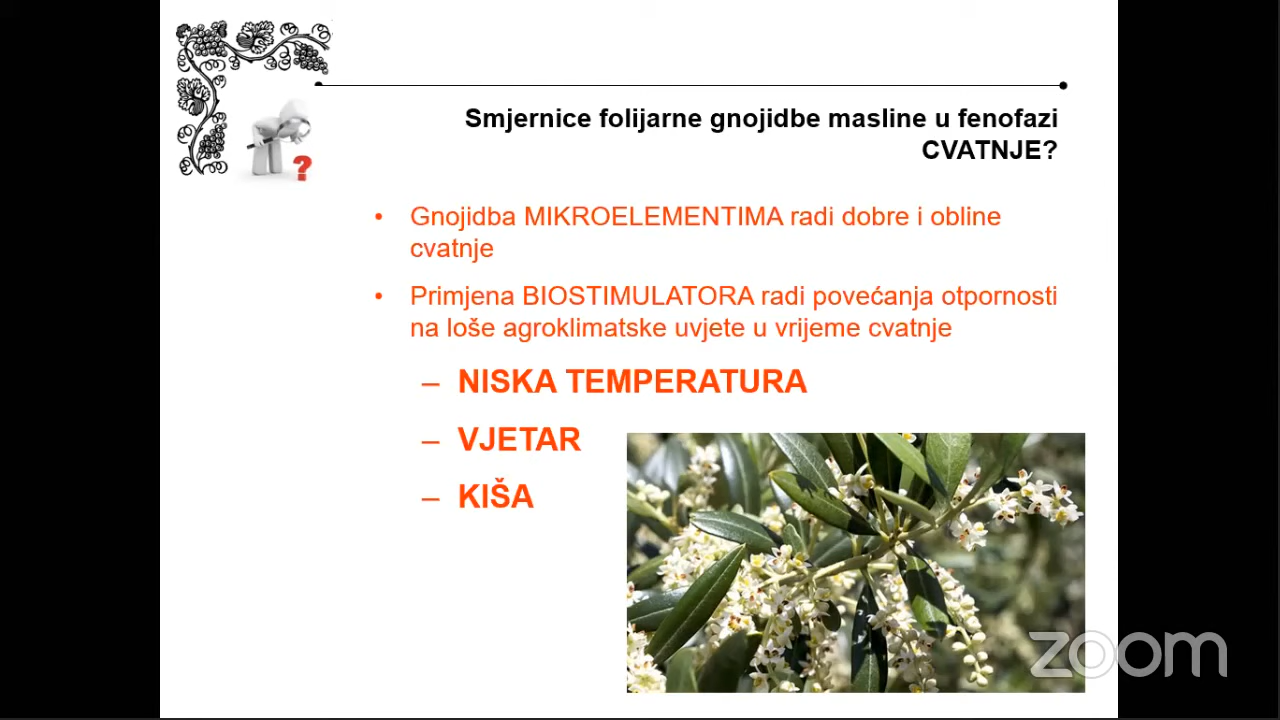 Smjernice folijarne gnojidbe masline u fenofazi
CVATNJE?
?
• Gnojidba MIKROELEMENTIMA radi dobre i obline
cvatnje
• Primjena BIOSTIMULATORA radi povećanja otpornosti
na loše agroklimatske uvjete u vrijeme cvatnje
– NISKA TEMPERATURA
– VJETAR
– KIŠA
zoom